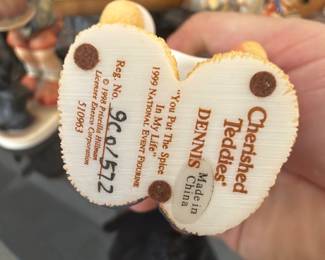 Cherished
Teddies®
DENNIS
Made in
China
"You Put The Spice
In My Life"
1999 NATIONAL EVENT FIGURINE
Reg. No. 9C0/572
© 1998 Priscilla Hillman
Licensee Enesco Corporation
510963